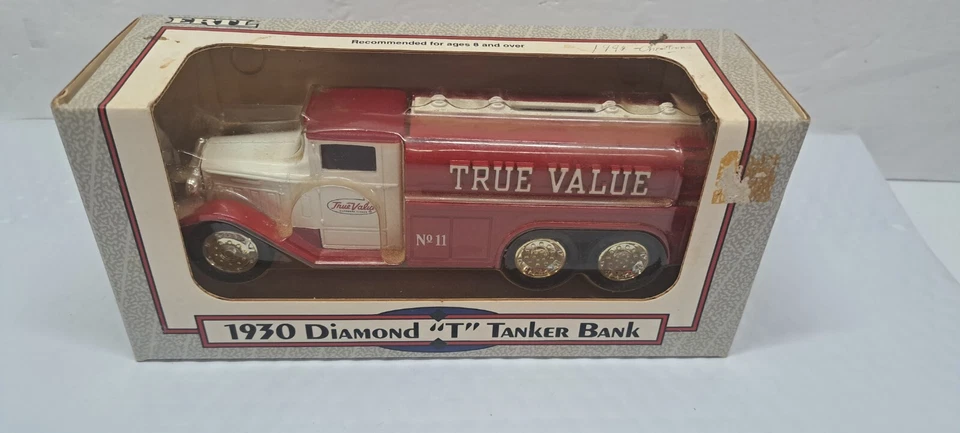 ERTL
Recommended for ages 8 and over
TRUE VALUE
True Value
No 11
1930 Diamond "T" Tanker Bank